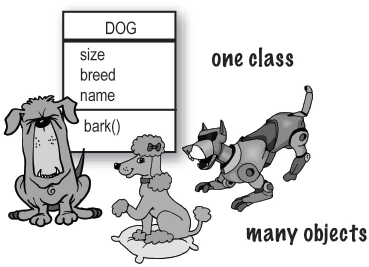 DOG
size
breed
name
bark()
one class
many objects